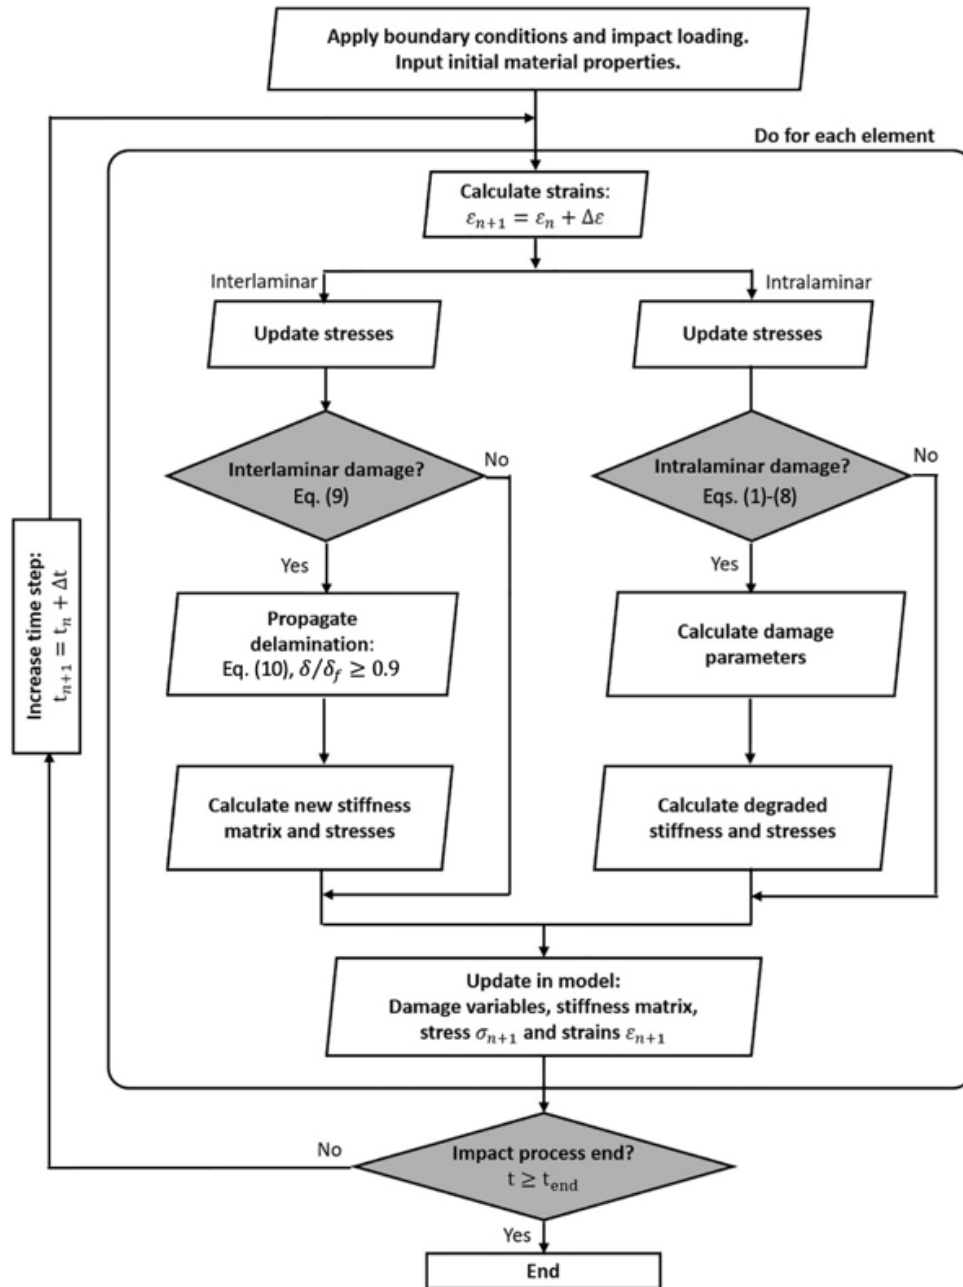 Apply boundary conditions and impact loading.
Input initial material properties.
Do for each element
Calculate strains:
εₙ₊₁ = εₙ + Δε
Interlaminar
Intralaminar
Update stresses
Update stresses
Interlaminar damage?
Eq. (9)
No
Intralaminar damage?
Eqs. (1)-(8)
No
Yes
Yes
Propagate
delamination:
Eq. (10), δ/δ_f ≥ 0.9
Calculate damage
parameters
Increase time step:
tₙ₊₁ = tₙ + Δt
Calculate new stiffness
matrix and stresses
Calculate degraded
stiffness and stresses
Update in model:
Damage variables, stiffness matrix,
stress σₙ₊₁ and strains εₙ₊₁
No
Impact process end?
t ≥ t_end
Yes
End